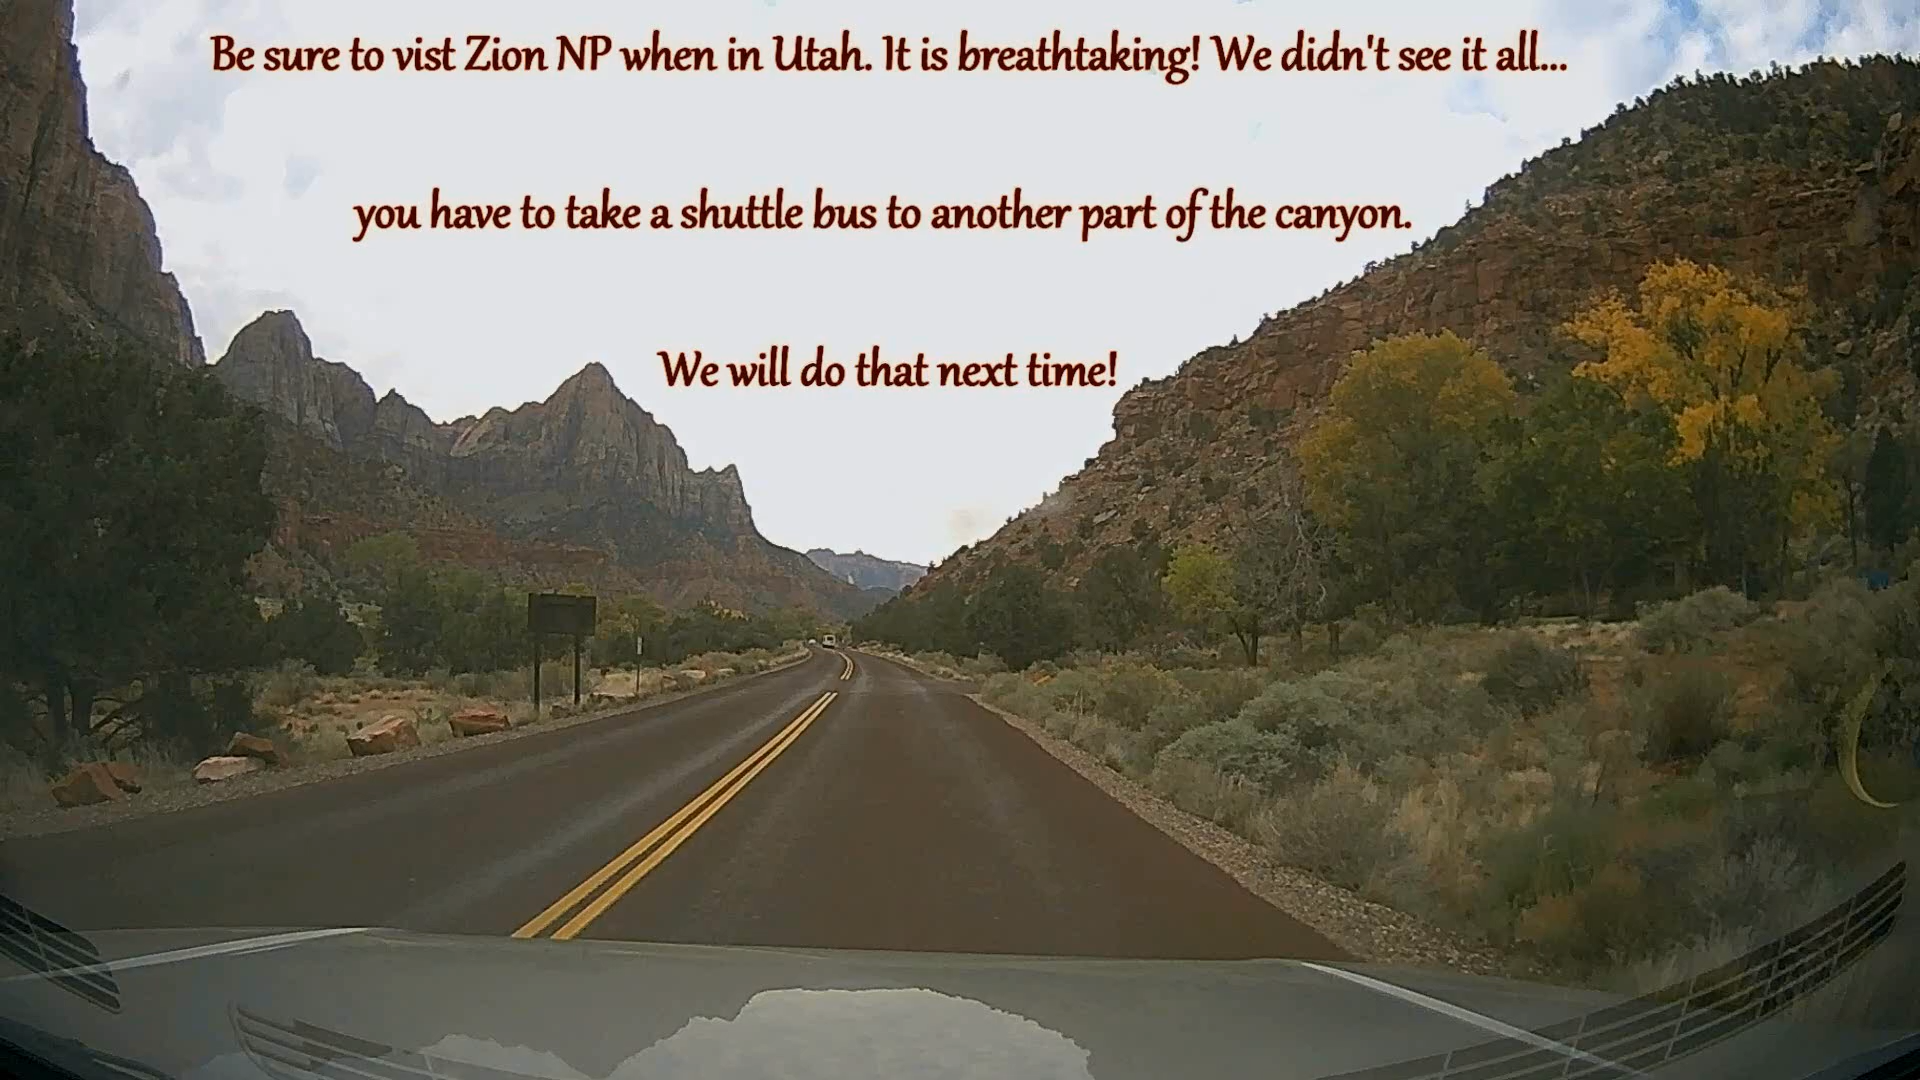 Be sure to vist Zion NP when in Utah. It is breathtaking! We didn't see it all...
you have to take a shuttle bus to another part of the canyon.
We will do that next time!